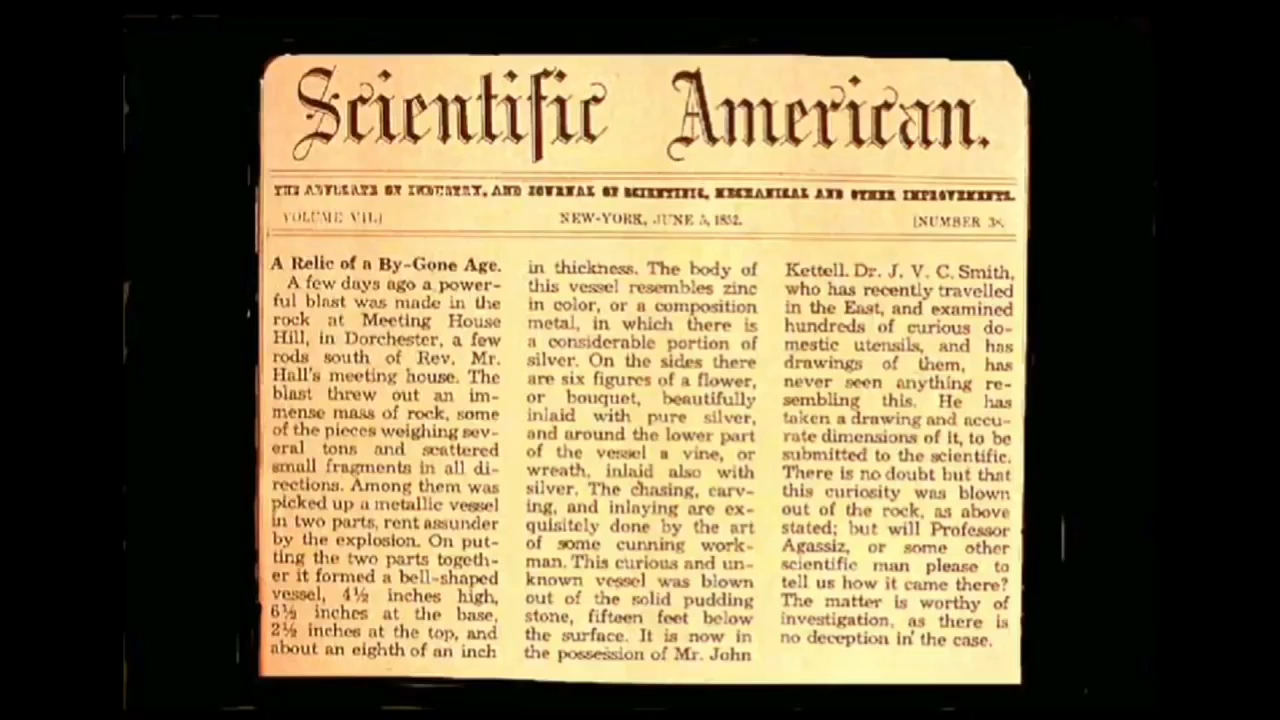 Scientific American.
THE ADVOCATE OF INDUSTRY, AND JOURNAL OF SCIENTIFIC, MECHANICAL AND OTHER IMPROVEMENTS.
VOLUME VII.]
NEW-YORK, JUNE 5, 1852.
[NUMBER 38.
A Relic of a By-Gone Age.
A few days ago a power-
ful blast was made in the
rock at Meeting House
Hill, in Dorchester, a few
rods south of Rev. Mr.
Hall's meeting house. The
blast threw out an im-
mense mass of rock, some
of the pieces weighing sev-
eral tons and scattered
small fragments in all di-
rections. Among them was
picked up a metallic vessel
in two parts, rent assunder
by the explosion. On put-
ting the two parts togeth-
er it formed a bell-shaped
vessel, 4½ inches high,
6½ inches at the base,
2½ inches at the top, and
about an eighth of an inch
in thickness. The body of
this vessel resembles zinc
in color, or a composition
metal, in which there is
a considerable portion of
silver. On the sides there
are six figures of a flower,
or bouquet, beautifully
inlaid with pure silver,
and around the lower part
of the vessel a vine, or
wreath, inlaid also with
silver. The chasing, carv-
ing, and inlaying are ex-
quisitely done by the art
of some cunning work-
man. This curious and un-
known vessel was blown
out of the solid pudding
stone, fifteen feet below
the surface. It is now in
the possession of Mr. John
Kettell. Dr. J. V. C. Smith,
who has recently travelled
in the East, and examined
hundreds of curious do-
mestic utensils, and has
drawings of them, has
never seen anything re-
sembling this. He has
taken a drawing and accu-
rate dimensions of it, to be
submitted to the scientific.
There is no doubt but that
this curiosity was blown
out of the rock, as above
stated; but will Professor
Agassiz, or some other
scientific man please to
tell us how it came there?
The matter is worthy of
investigation, as there is
no deception in the case.